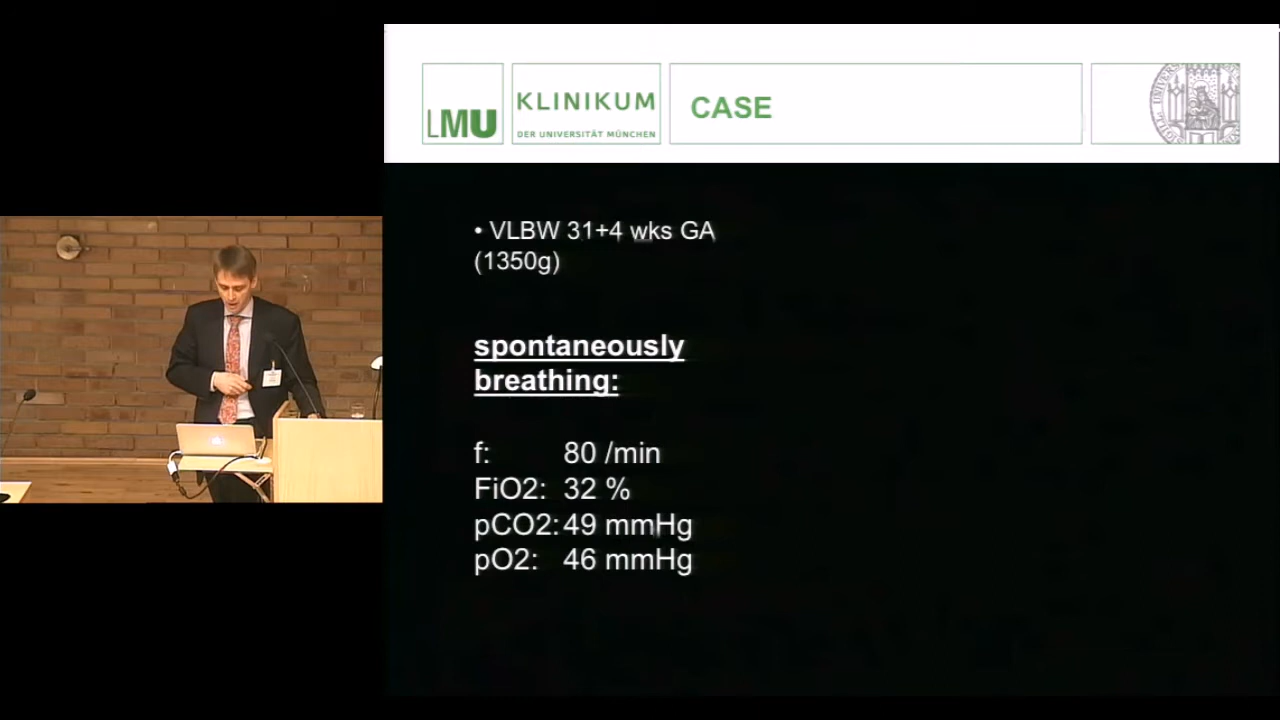 LMU
KLINIKUM
DER UNIVERSITÄT MÜNCHEN
CASE
• VLBW 31+4 wks GA
(1350g)
spontaneously
breathing:
f: 80 /min
FiO2: 32 %
pCO2: 49 mmHg
pO2: 46 mmHg